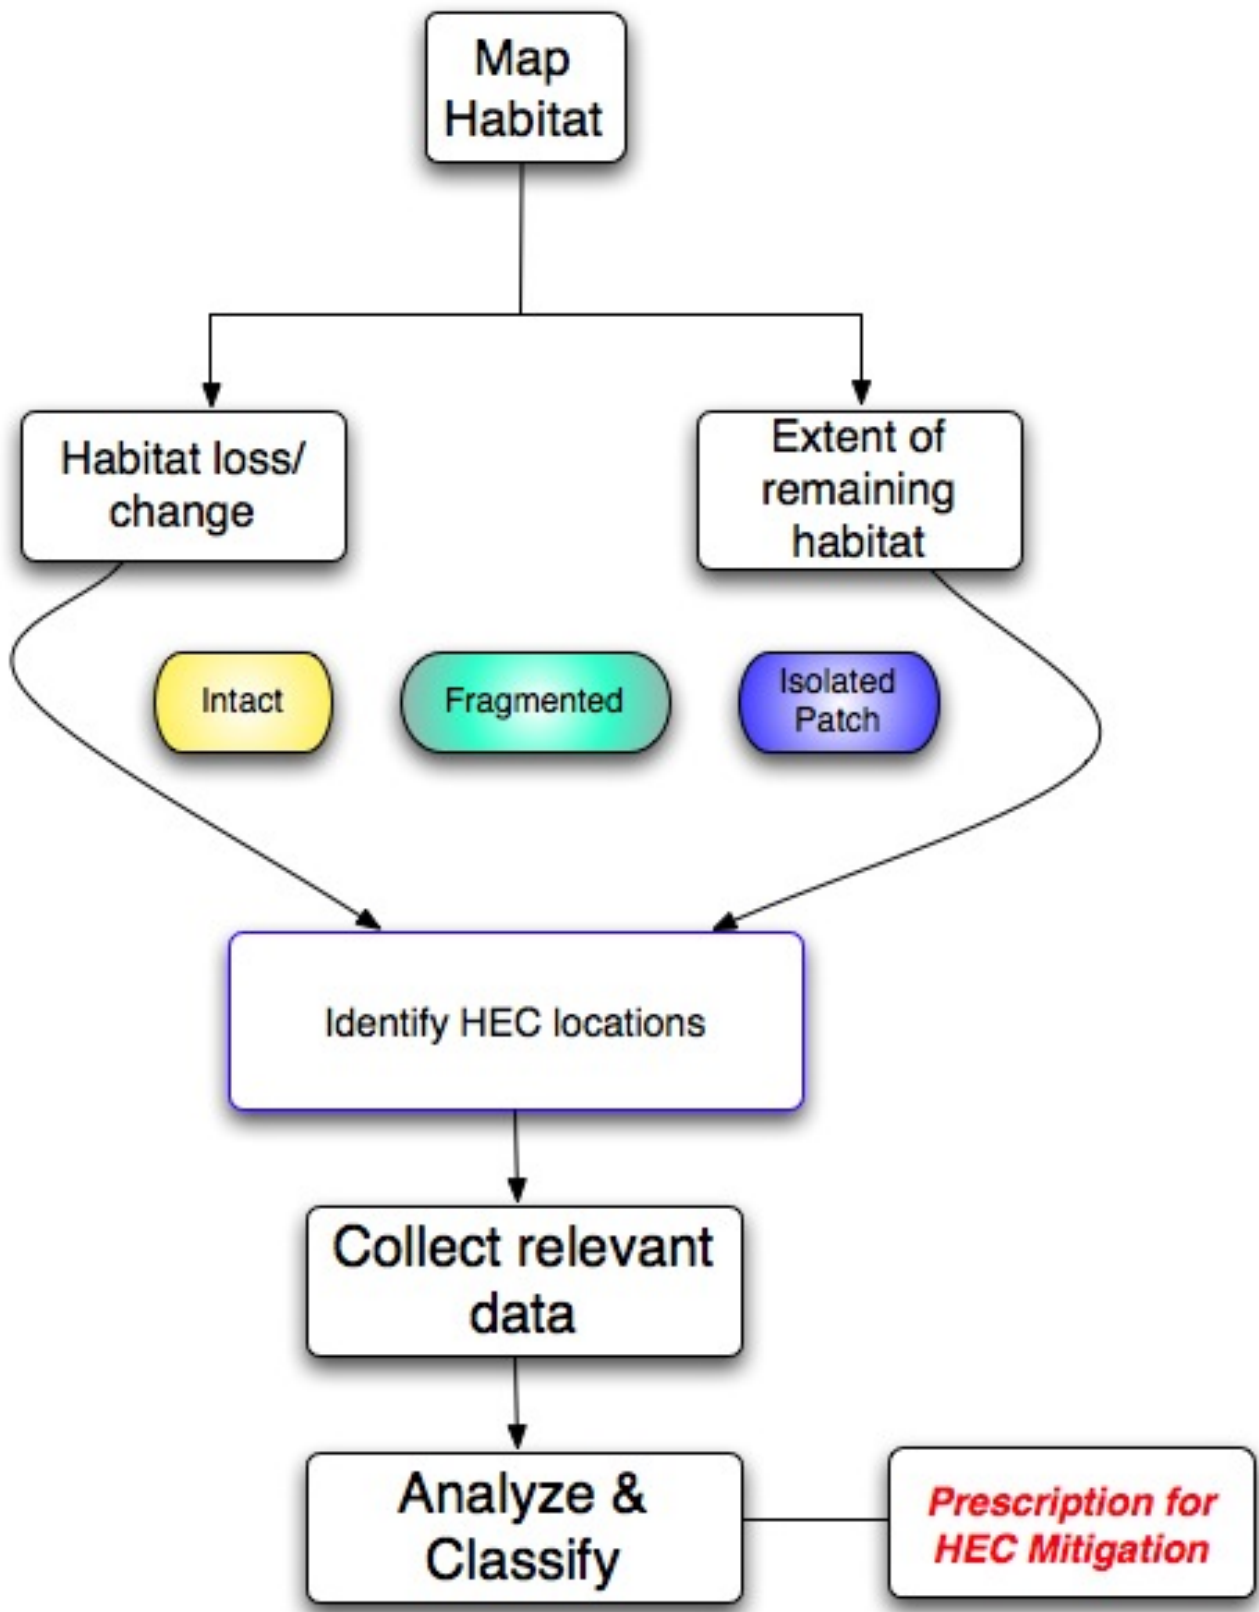 Map
Habitat
Habitat loss/
change
Extent of
remaining
habitat
Intact
Fragmented
Isolated
Patch
Identify HEC locations
Collect relevant
data
Analyze &
Classify
Prescription for
HEC Mitigation